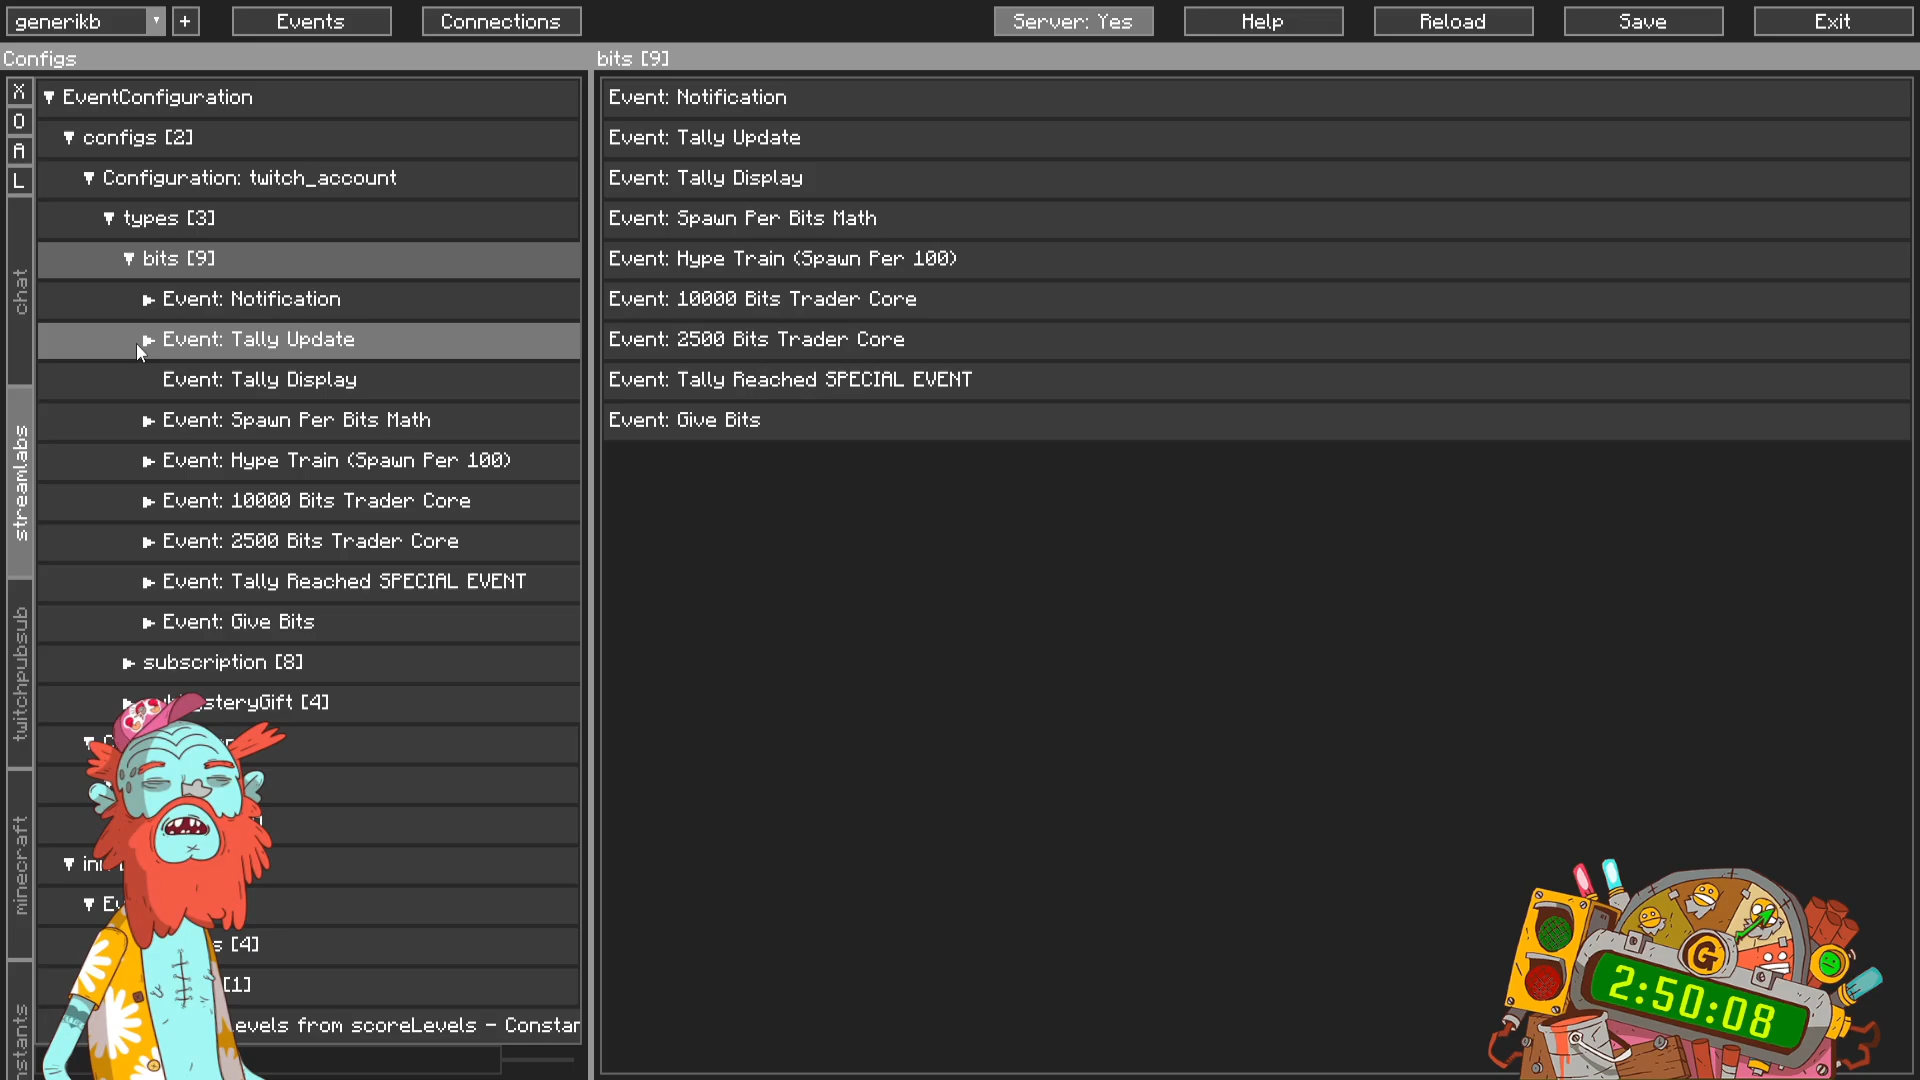 generikb
+
Events
Connections
Server: Yes
Help
Reload
Save
Exit
Configs
X
O
A
L
chat
streamlabs
twitchpubsub
minecraft
EventConfiguration
configs [2]
Configuration: twitch_account
types [3]
bits [9]
Event: Notification
Event: Tally Update
Event: Tally Display
Event: Spawn Per Bits Math
Event: Hype Train (Spawn Per 100)
Event: 10000 Bits Trader Core
Event: 2500 Bits Trader Core
Event: Tally Reached SPECIAL EVENT
Event: Give Bits
subscription [8]
steryGift [4]
s [4]
[1]
evels from scoreLevels - Constan
bits [9]
Event: Notification
Event: Tally Update
Event: Tally Display
Event: Spawn Per Bits Math
Event: Hype Train (Spawn Per 100)
Event: 10000 Bits Trader Core
Event: 2500 Bits Trader Core
Event: Tally Reached SPECIAL EVENT
Event: Give Bits
G
2:50:08